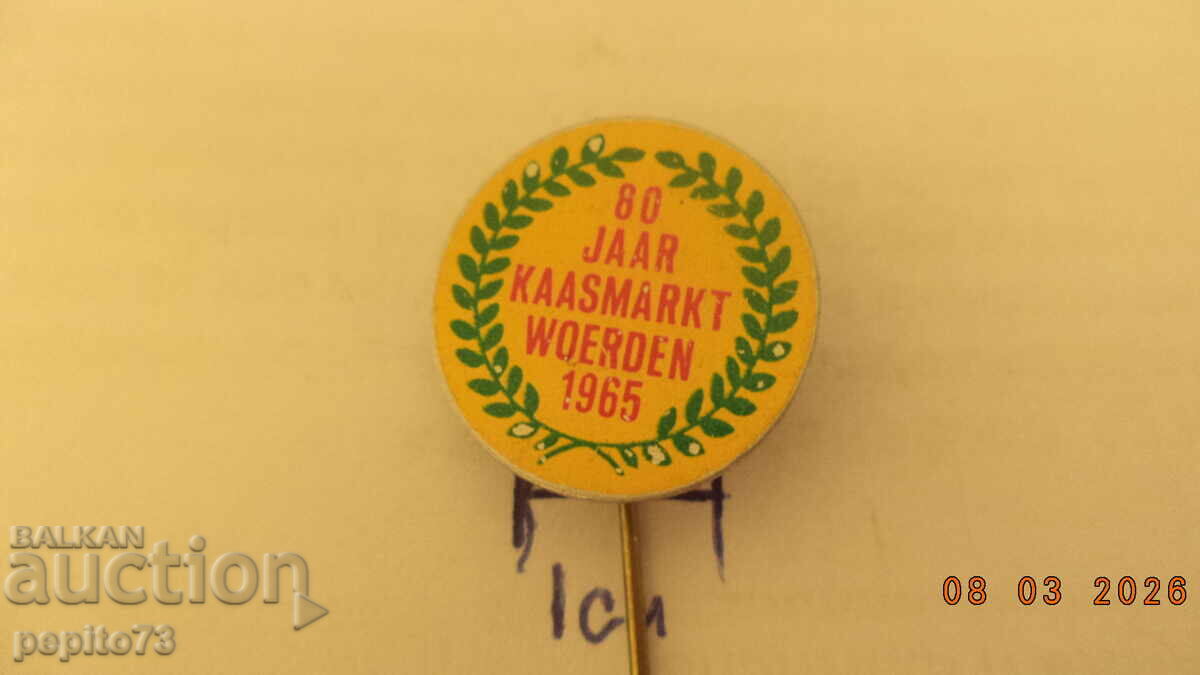 80
JAAR
KAASMARKT
WOERDEN
1965
1cm
BALKAN
auction
pepito73
08 03 2026